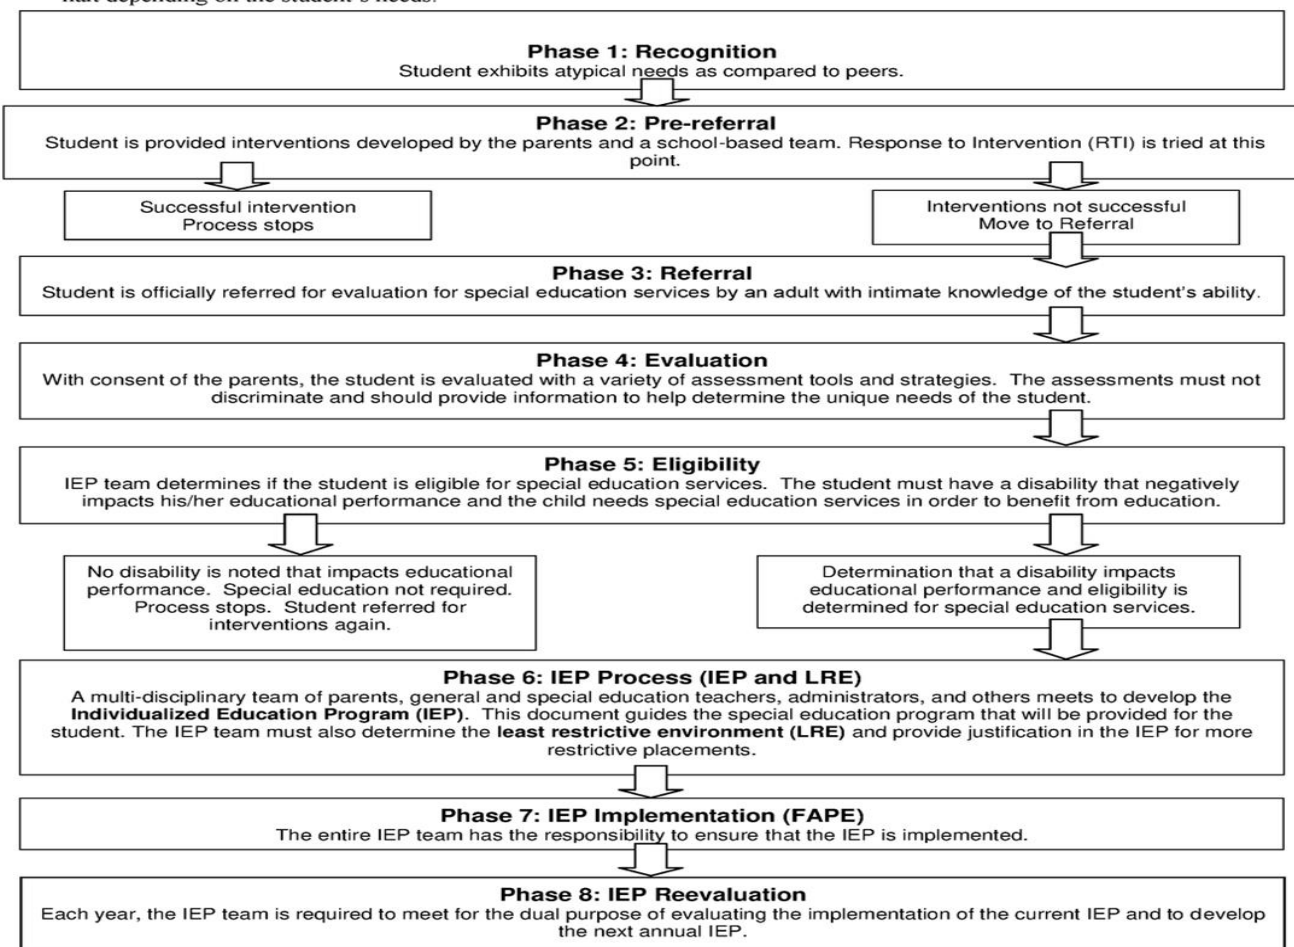 depending on the student's needs.
Phase 1: Recognition
Student exhibits atypical needs as compared to peers.
Phase 2: Pre-referral
Student is provided interventions developed by the parents and a school-based team. Response to Intervention (RTI) is tried at this
point.
Successful intervention
Process stops
Interventions not successful
Move to Referral
Phase 3: Referral
Student is officially referred for evaluation for special education services by an adult with intimate knowledge of the student's ability.
Phase 4: Evaluation
With consent of the parents, the student is evaluated with a variety of assessment tools and strategies. The assessments must not
discriminate and should provide information to help determine the unique needs of the student.
Phase 5: Eligibility
IEP team determines if the student is eligible for special education services. The student must have a disability that negatively
impacts his/her educational performance and the child needs special education services in order to benefit from education.
No disability is noted that impacts educational
performance. Special education not required.
Process stops. Student referred for
interventions again.
Determination that a disability impacts
educational performance and eligibility is
determined for special education services.
Phase 6: IEP Process (IEP and LRE)
A multi-disciplinary team of parents, general and special education teachers, administrators, and others meets to develop the
Individualized Education Program (IEP). This document guides the special education program that will be provided for the
student. The IEP team must also determine the least restrictive environment (LRE) and provide justification in the IEP for more
restrictive placements.
Phase 7: IEP Implementation (FAPE)
The entire IEP team has the responsibility to ensure that the IEP is implemented.
Phase 8: IEP Reevaluation
Each year, the IEP team is required to meet for the dual purpose of evaluating the implementation of the current IEP and to develop
the next annual IEP.